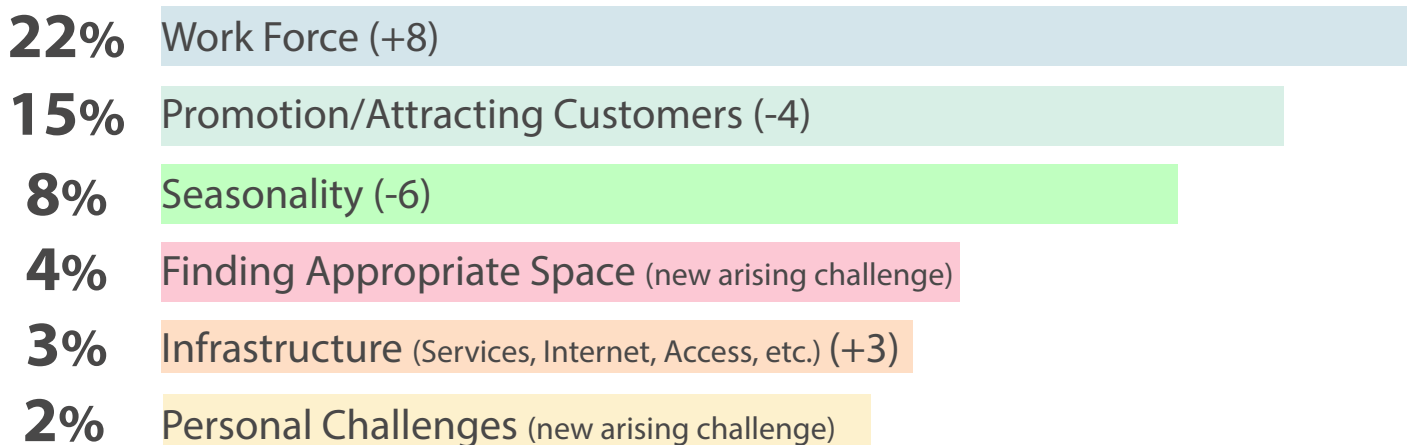 22% Work Force (+8)
15% Promotion/Attracting Customers (-4)
8% Seasonality (-6)
4% Finding Appropriate Space (new arising challenge)
3% Infrastructure (Services, Internet, Access, etc.) (+3)
2% Personal Challenges (new arising challenge)